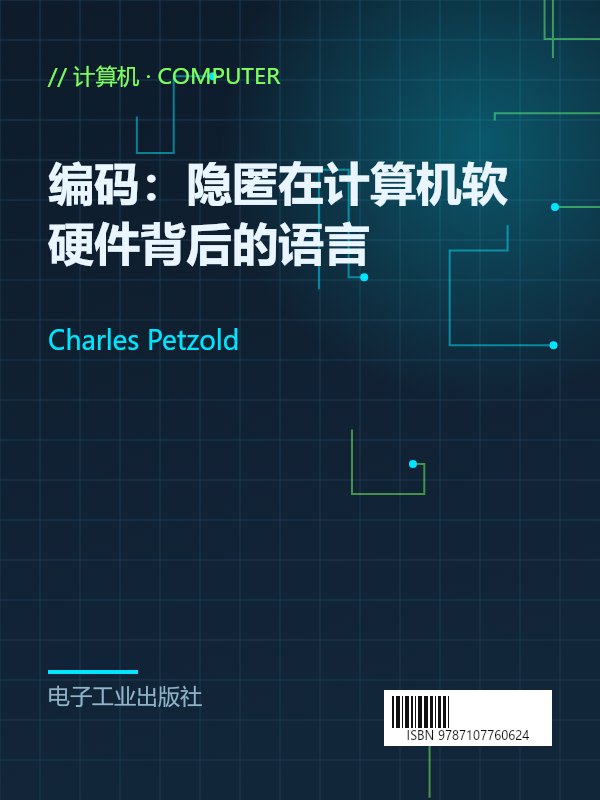 // 计算机 · COMPUTER
编码：隐匿在计算机软
硬件背后的语言
Charles Petzold
电子工业出版社
ISBN 9787107760624